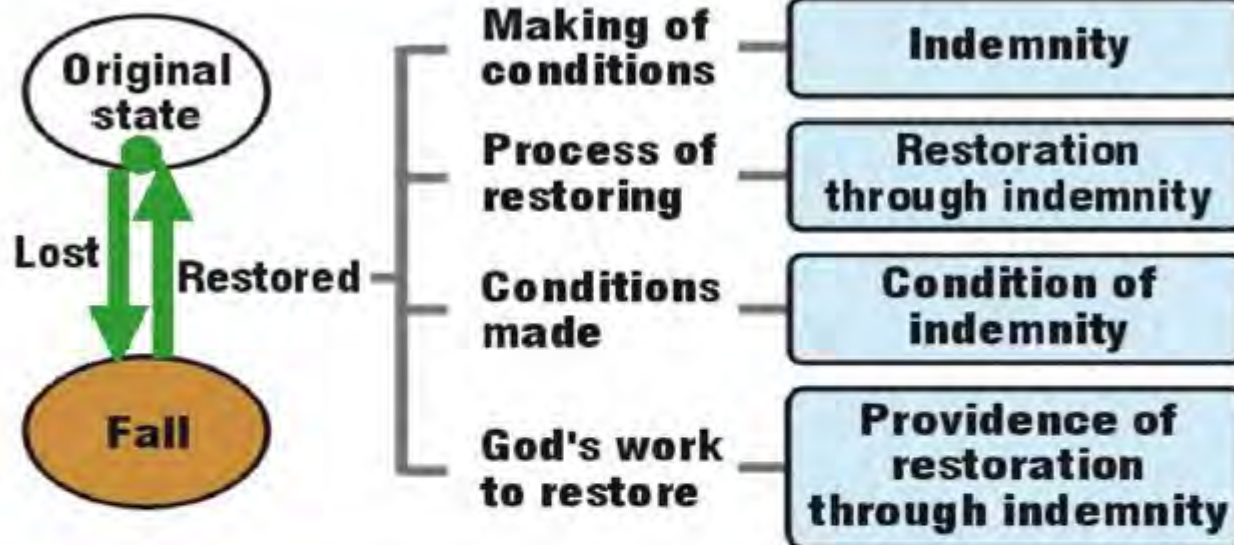 Original
state
Lost
Restored
Fall
Making of
conditions
Indemnity
Process of
restoring
Restoration
through indemnity
Conditions
made
Condition of
indemnity
God's work
to restore
Providence of
restoration
through indemnity